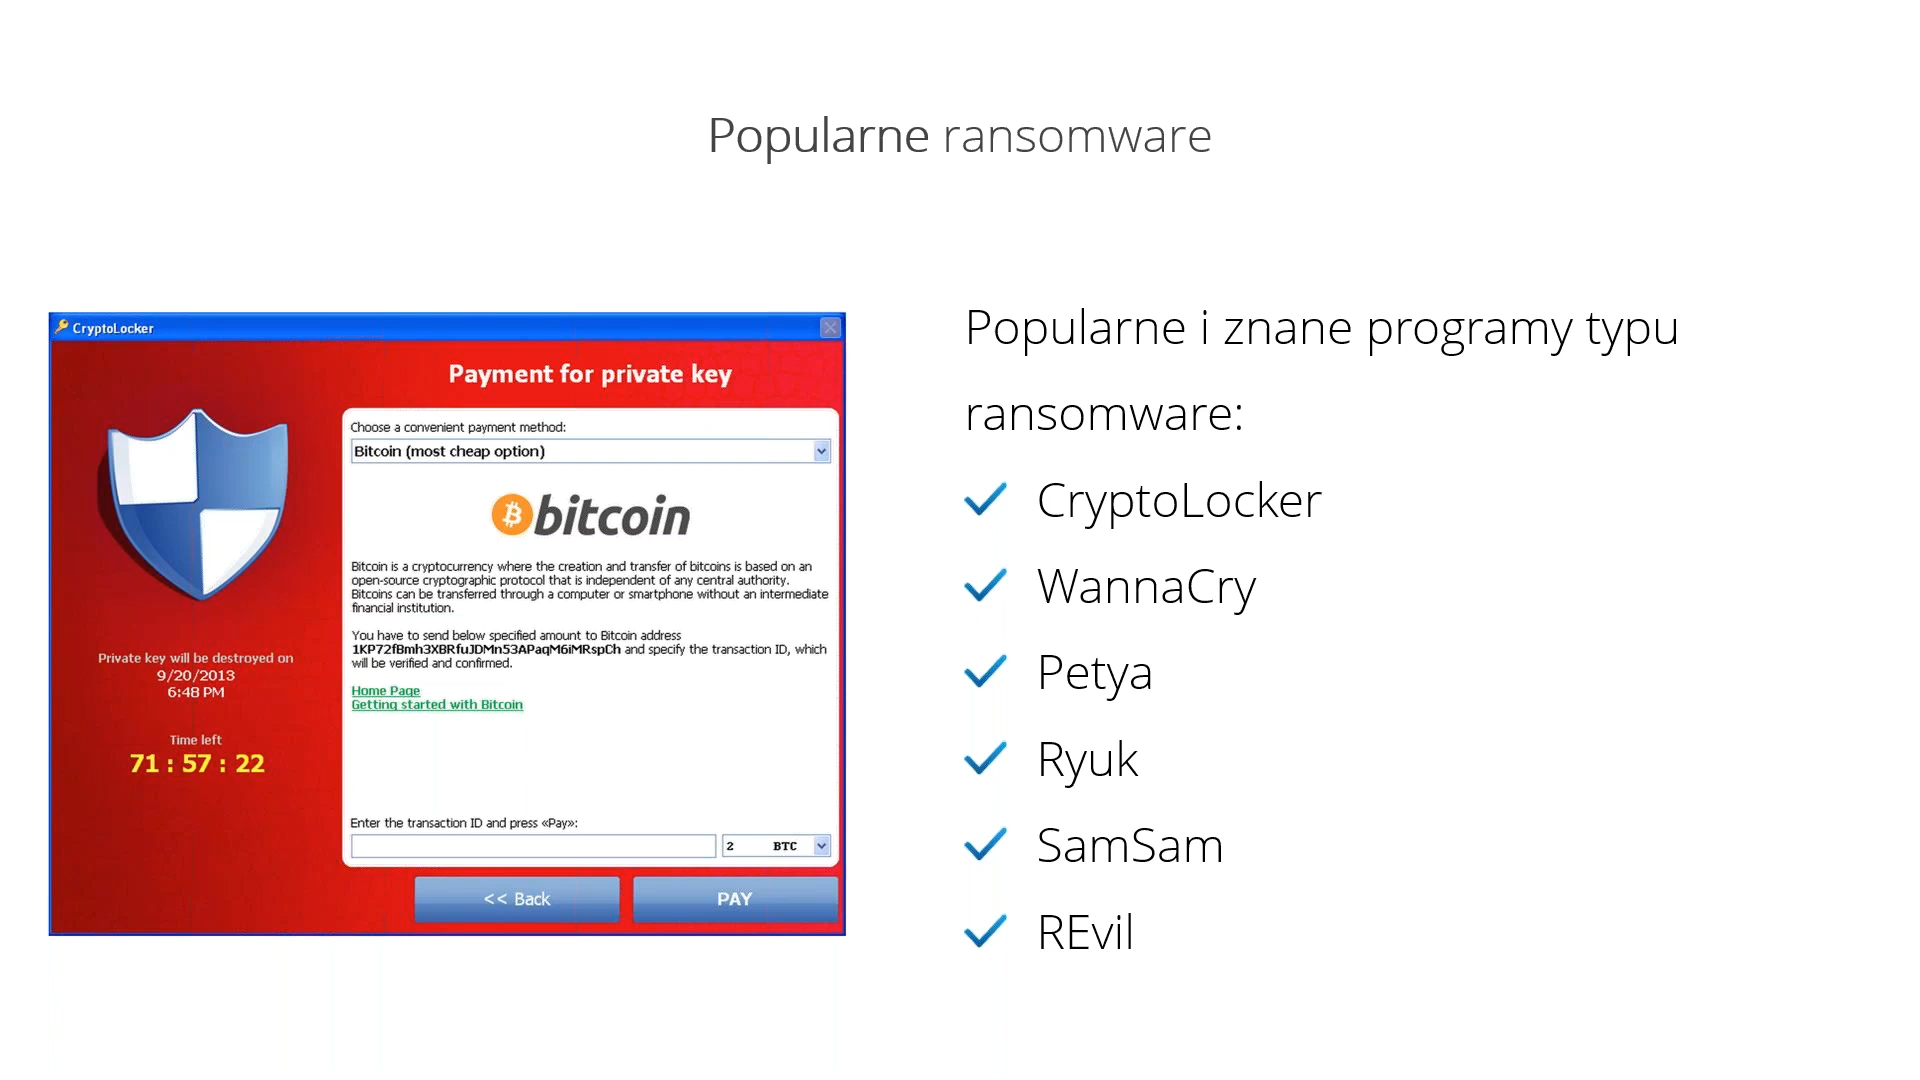 Popularne ransomware
CryptoLocker
Payment for private key
Choose a convenient payment method:
Bitcoin (most cheap option)
bitcoin
Bitcoin is a cryptocurrency where the creation and transfer of bitcoins is based on an
open-source cryptographic protocol that is independent of any central authority.
Bitcoins can be transferred through a computer or smartphone without an intermediate
financial institution.
You have to send below specified amount to Bitcoin address
1KP72fBmh3XBRfuJDMn53APaqM6iMRspCh and specify the transaction ID, which
will be verified and confirmed.
Home Page
Getting started with Bitcoin
Private key will be destroyed on
9/20/2013
6:48 PM
Time left
71 : 57 : 22
Enter the transaction ID and press «Pay»:
2 BTC
<< Back
PAY
Popularne i znane programy typu
ransomware:
CryptoLocker
WannaCry
Petya
Ryuk
SamSam
REvil